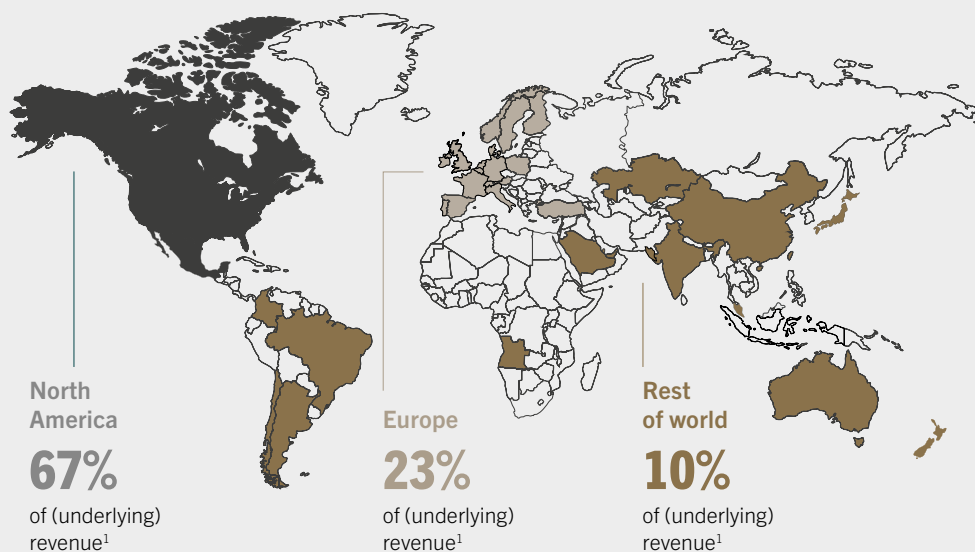 North
America
67%
of (underlying)
revenue1
Europe
23%
of (underlying)
revenue1
Rest
of world
10%
of (underlying)
revenue1